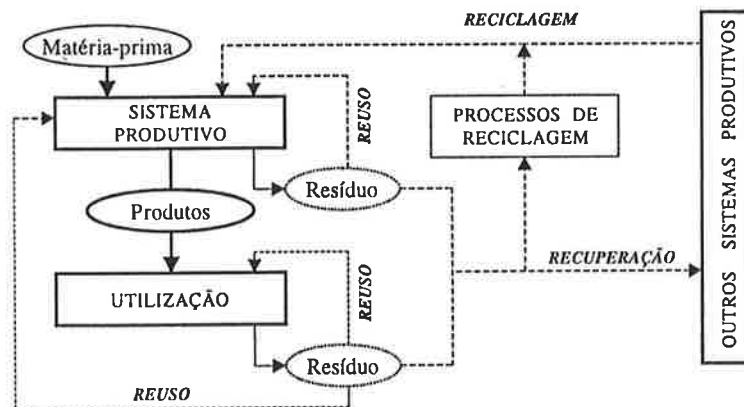 RECICLAGEM
Matéria-prima
SISTEMA
PRODUTIVO
REUSO
PROCESSOS DE
RECICLAGEM
OUTROS SISTEMAS PRODUTIVOS
Resíduo
Produtos
RECUPERAÇÃO
UTILIZAÇÃO
REUSO
Resíduo
REUSO